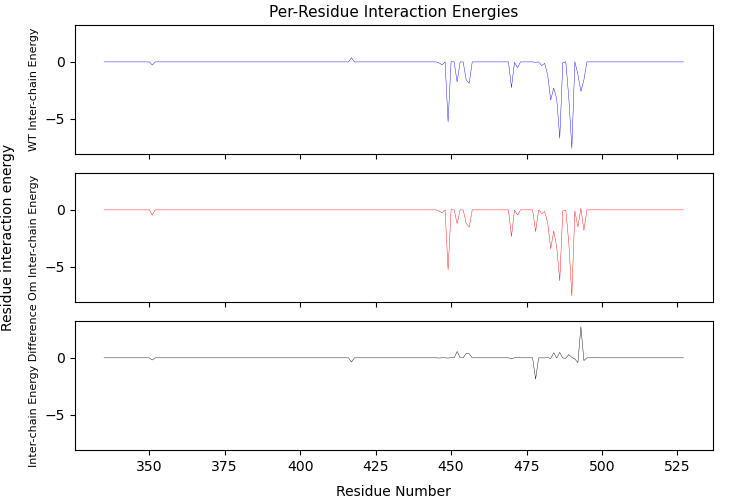 Per-Residue Interaction Energies
Residue interaction energy
WT Inter-chain Energy
0
−5
Om Inter-chain Energy
0
−5
Inter-chain Energy Difference
0
−5
350
375
400
425
450
475
500
525
Residue Number